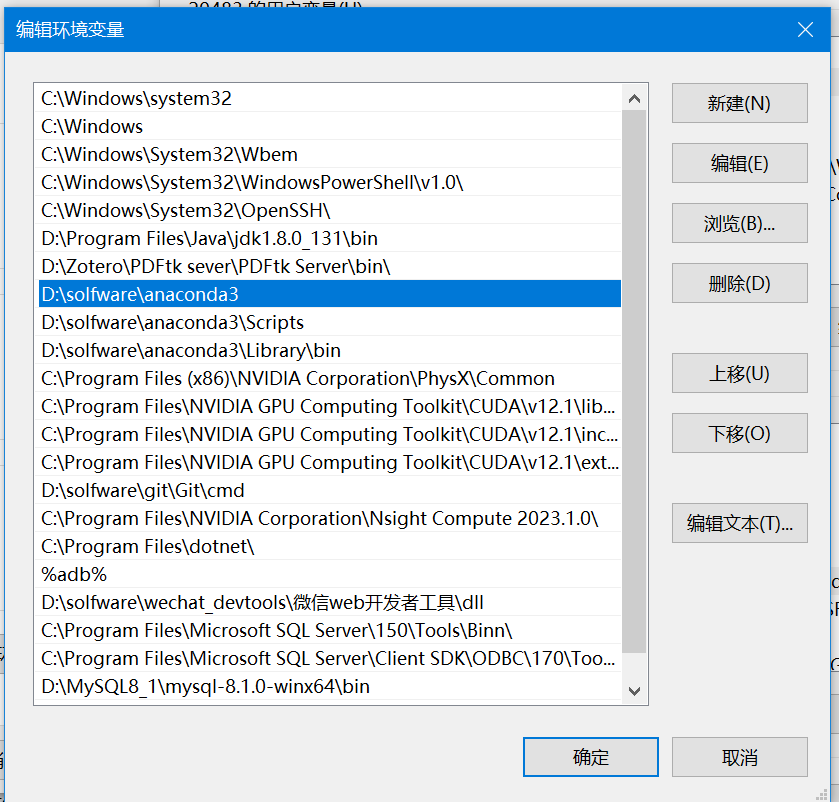 编辑环境变量
C:\Windows\system32
C:\Windows
C:\Windows\System32\Wbem
C:\Windows\System32\WindowsPowerShell\v1.0\
C:\Windows\System32\OpenSSH\
D:\Program Files\Java\jdk1.8.0_131\bin
D:\Zotero\PDFtk sever\PDFtk Server\bin\
D:\solfware\anaconda3
D:\solfware\anaconda3\Scripts
D:\solfware\anaconda3\Library\bin
C:\Program Files (x86)\NVIDIA Corporation\PhysX\Common
C:\Program Files\NVIDIA GPU Computing Toolkit\CUDA\v12.1\lib...
C:\Program Files\NVIDIA GPU Computing Toolkit\CUDA\v12.1\inc...
C:\Program Files\NVIDIA GPU Computing Toolkit\CUDA\v12.1\ext...
D:\solfware\git\Git\cmd
C:\Program Files\NVIDIA Corporation\Nsight Compute 2023.1.0\
C:\Program Files\dotnet\
%adb%
D:\solfware\wechat_devtools\微信web开发者工具\dll
C:\Program Files\Microsoft SQL Server\150\Tools\Binn\
C:\Program Files\Microsoft SQL Server\Client SDK\ODBC\170\Too...
D:\MySQL8_1\mysql-8.1.0-winx64\bin
新建(N)
编辑(E)
浏览(B)...
删除(D)
上移(U)
下移(O)
编辑文本(T)...
确定
取消